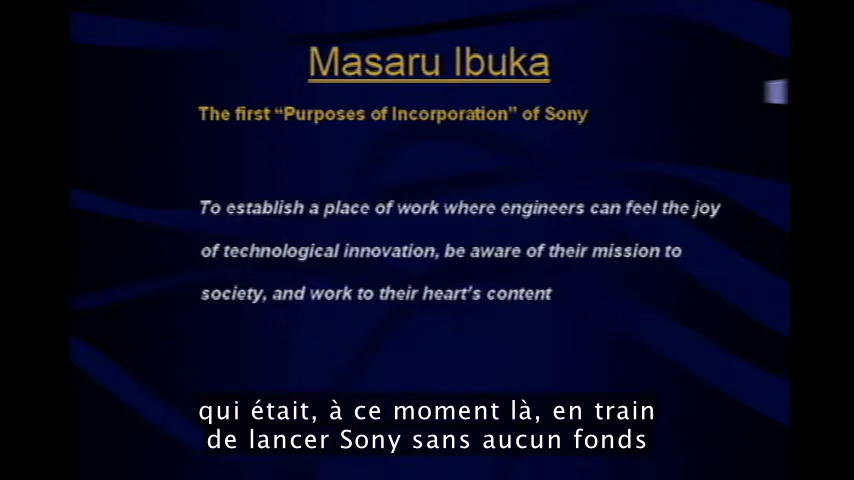 Masaru Ibuka
The first “Purposes of Incorporation” of Sony
To establish a place of work where engineers can feel the joy
of technological innovation, be aware of their mission to
society, and work to their heart's content
qui était, à ce moment là, en train
de lancer Sony sans aucun fonds